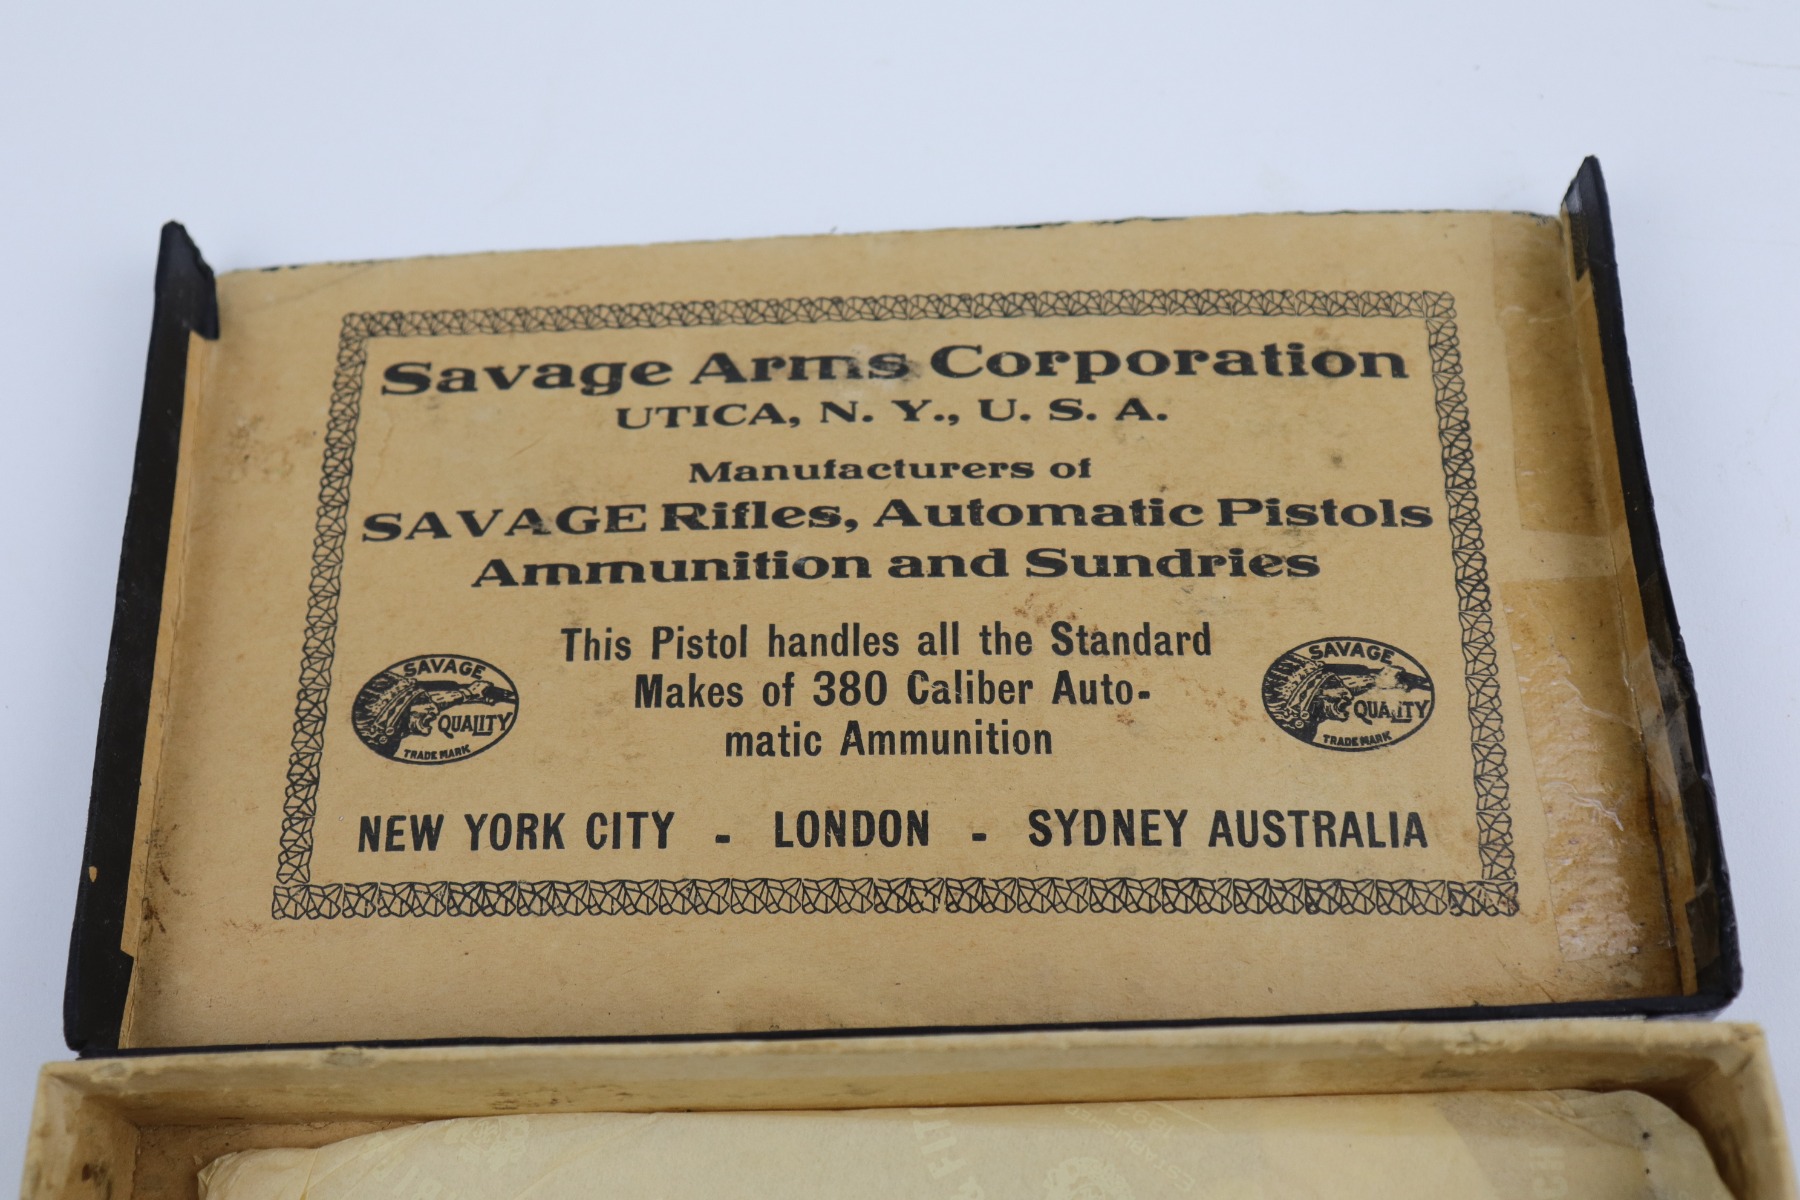 Savage Arms Corporation
UTICA, N. Y., U. S. A.
Manufacturers of
SAVAGE Rifles, Automatic Pistols
Ammunition and Sundries
This Pistol handles all the Standard
Makes of 380 Caliber Auto-
matic Ammunition
SAVAGE
QUALITY
TRADE MARK
SAVAGE
QUALITY
TRADE MARK
NEW YORK CITY - LONDON - SYDNEY AUSTRALIA
ESTABLISHED